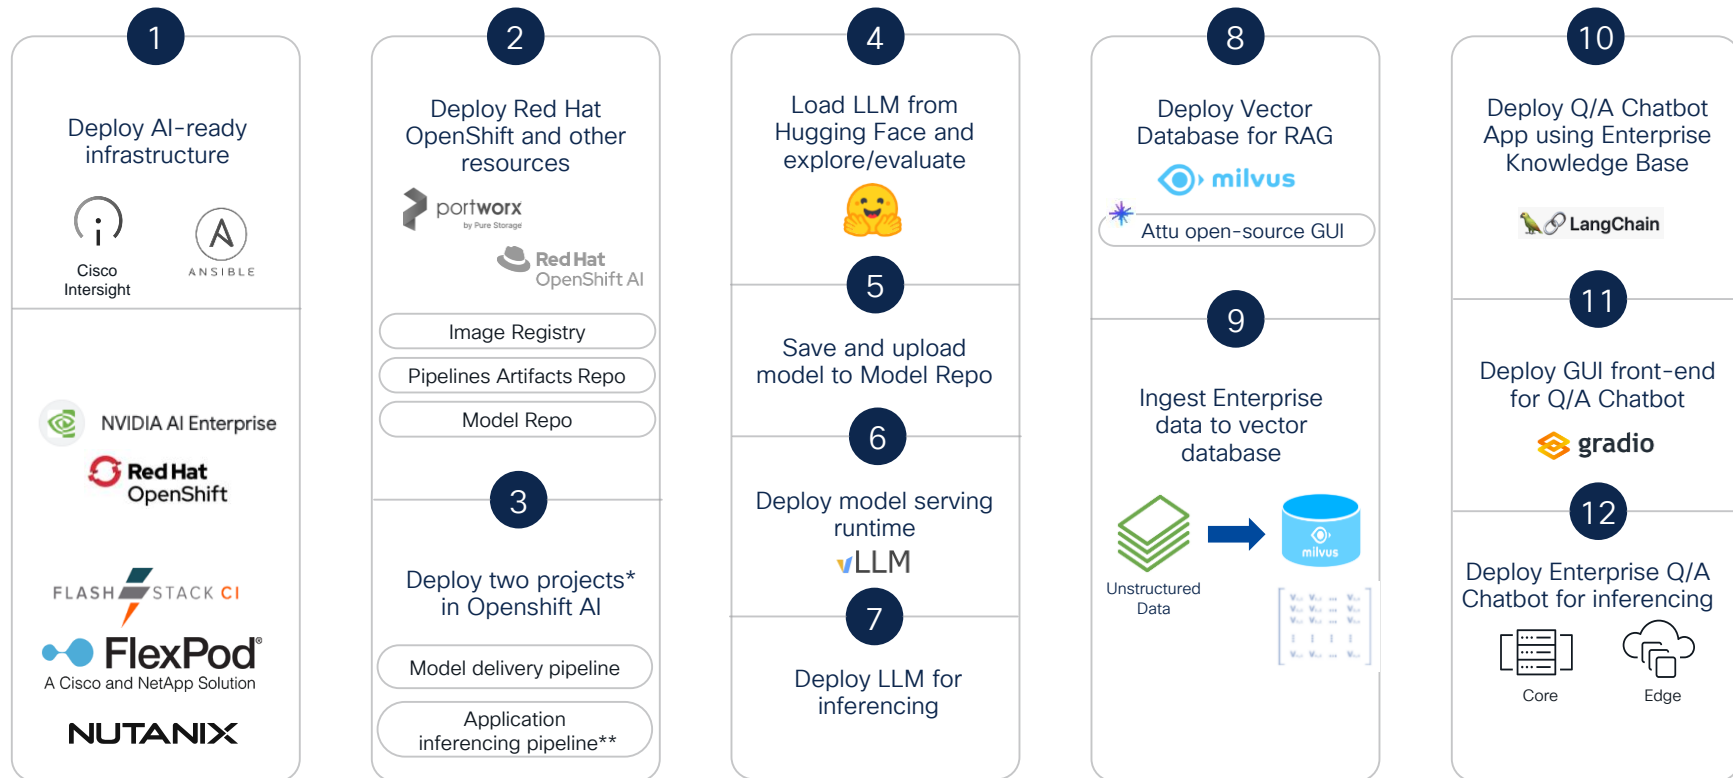 1
Deploy AI-ready
infrastructure
Cisco
Intersight
ANSIBLE
NVIDIA AI Enterprise
Red Hat
OpenShift
FLASH STACK CI
FlexPod®
A Cisco and NetApp Solution
NUTANIX
2
Deploy Red Hat
OpenShift and other
resources
portworx
by Pure Storage
Red Hat
OpenShift AI
Image Registry
Pipelines Artifacts Repo
Model Repo
3
Deploy two projects*
in Openshift AI
Model delivery pipeline
Application
inferencing pipeline**
4
Load LLM from
Hugging Face and
explore/evaluate
5
Save and upload
model to Model Repo
6
Deploy model serving
runtime
vLLM
7
Deploy LLM for
inferencing
8
Deploy Vector
Database for RAG
milvus
Attu open-source GUI
9
Ingest Enterprise
data to vector
database
Unstructured
Data
milvus
10
Deploy Q/A Chatbot
App using Enterprise
Knowledge Base
LangChain
11
Deploy GUI front-end
for Q/A Chatbot
gradio
12
Deploy Enterprise Q/A
Chatbot for inferencing
Core
Edge